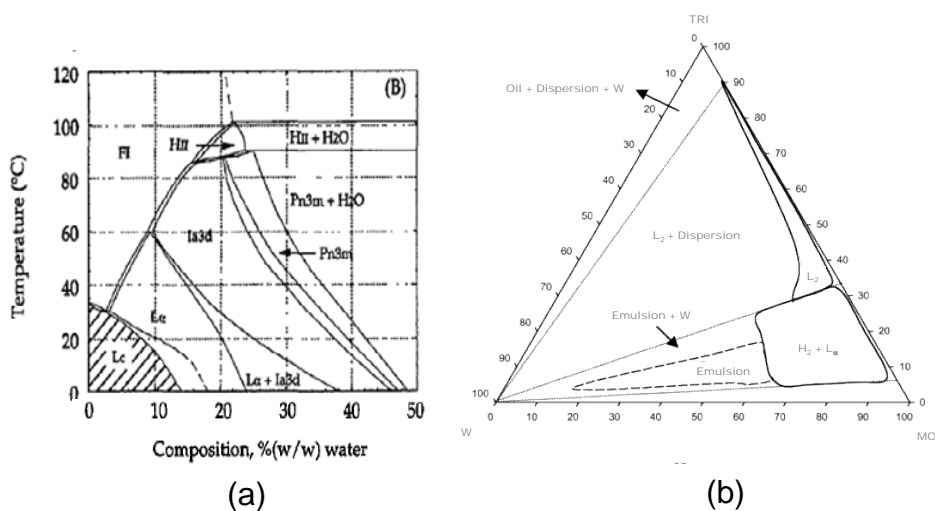 120
100
80
60
40
20
0
0 10 20 30 40 50
Temperature (°C)
Composition, %(w/w) water
(B)
FI
HII
HII + H2O
Pn3m + H2O
Ia3d
Pn3m
Lα
Lc
Lα + Ia3d
(a)
TRI
0 100
10 90
20 80
30 70
40 60
50 50
60 40
70 30
80 20
90 10
100 0
0 10 20 30 40 50 60 70 80 90 100
W
MO
Oil + Dispersion + W
L₂ + Dispersion
L₂
Emulsion + W
H₂ + Lα
Emulsion
(b)